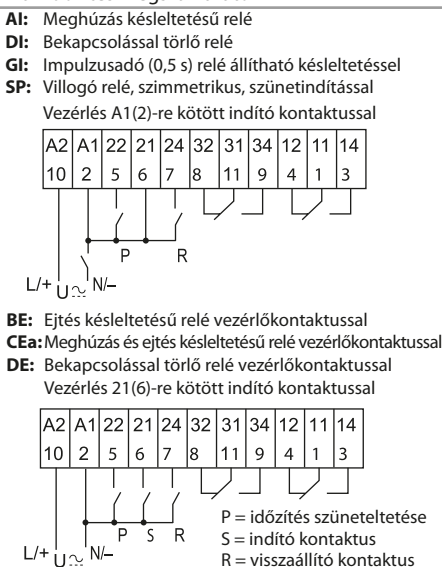 AI: Meghúzás késleltetésű relé
DI: Bekapcsolással törlő relé
GI: Impulzusadó (0,5 s) relé állítható késleltetéssel
SP: Villogó relé, szimmetrikus, szünetindítással
Vezérlés A1(2)-re kötött indító kontaktussal
A2 A1 22 21 24 32 31 34 12 11 14
10 2 5 6 7 8 11 9 4 1 3
P R
L/+ U N/–
BE: Ejtés késleltetésű relé vezérlőkontaktussal
CEa: Meghúzás és ejtés késleltetésű relé vezérlőkontaktussal
DE: Bekapcsolással törlő relé vezérlőkontaktussal
Vezérlés 21(6)-re kötött indító kontaktussal
A2 A1 22 21 24 32 31 34 12 11 14
10 2 5 6 7 8 11 9 4 1 3
P S R
L/+ U N/–
P = időzítés szüneteltetése
S = indító kontaktus
R = visszaállító kontaktus